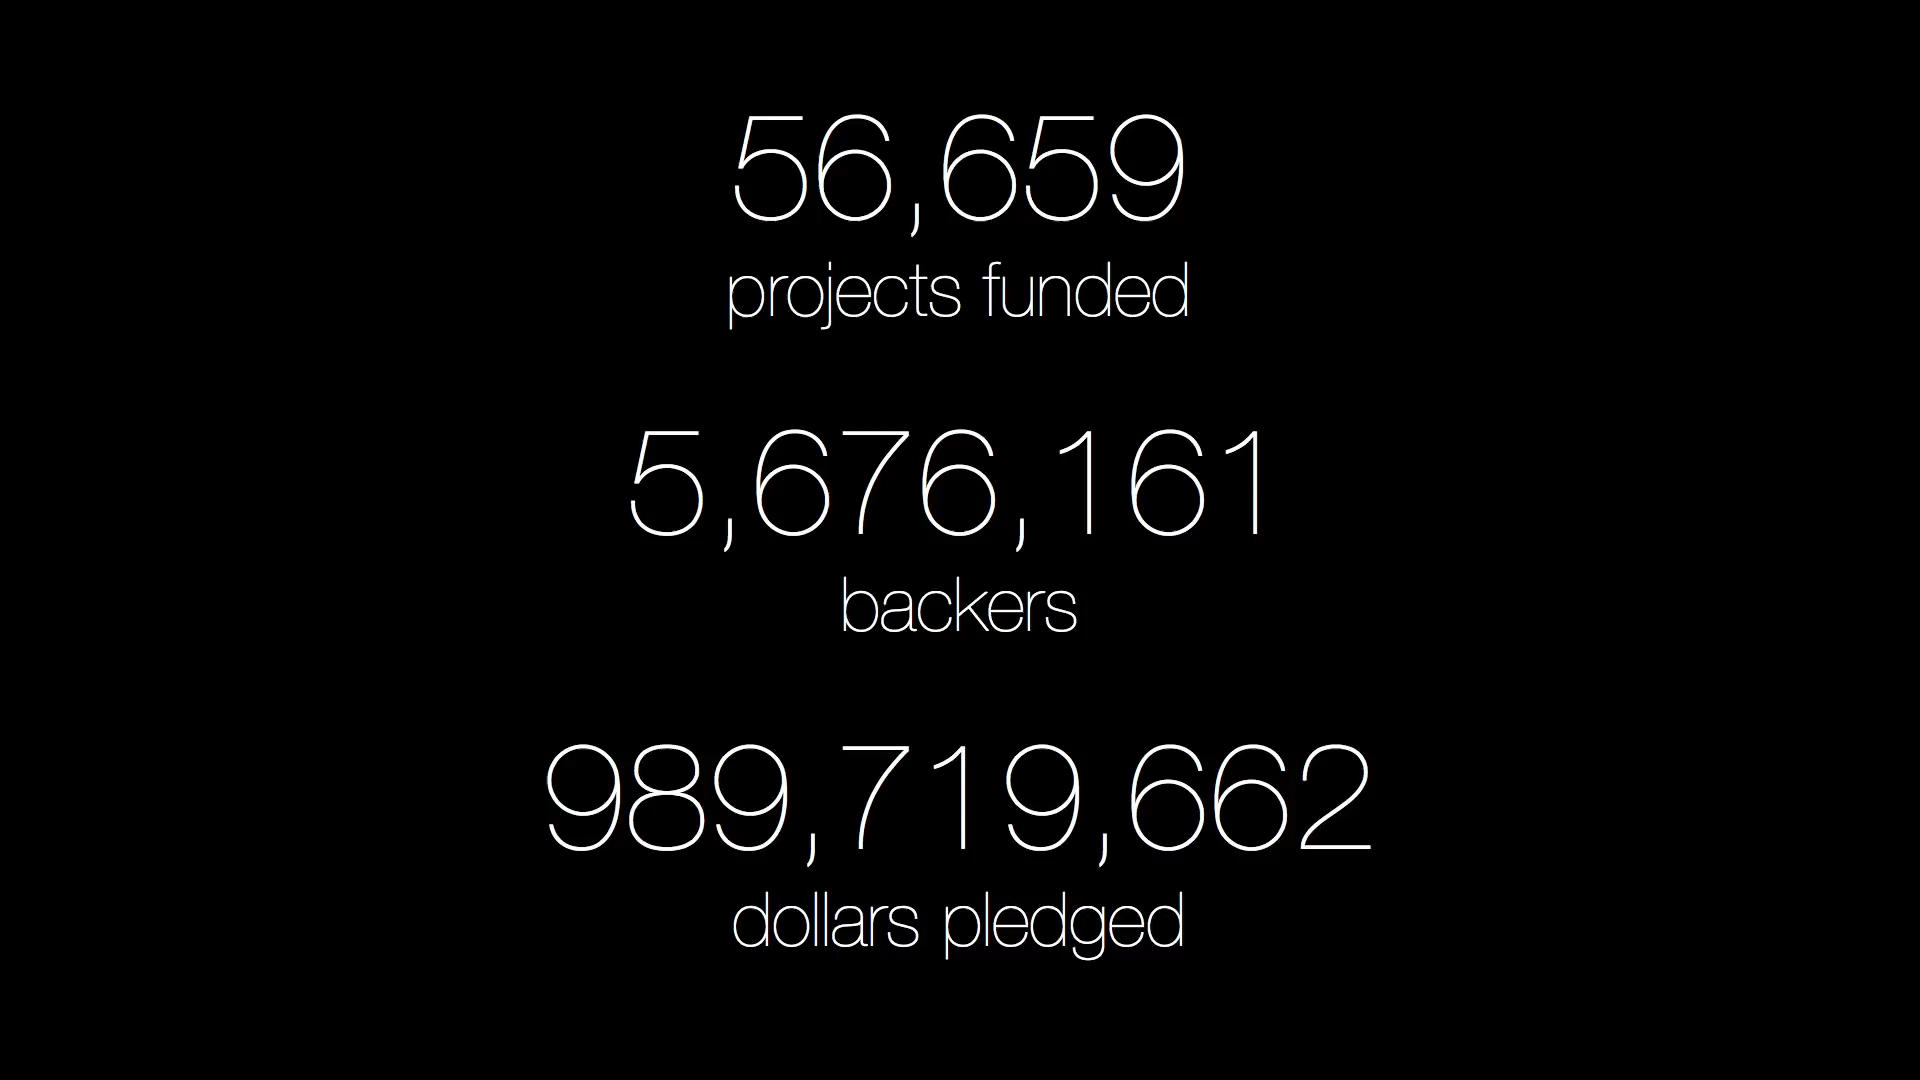 56,659
projects funded
5,676,161
backers
989,719,662
dollars pledged